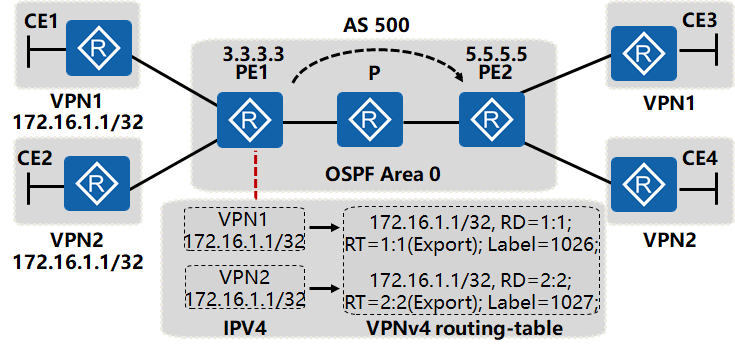 AS 500
CE1
R
VPN1
172.16.1.1/32
CE2
R
VPN2
172.16.1.1/32
3.3.3.3
PE1
R
P
R
5.5.5.5
PE2
R
OSPF Area 0
CE3
R
VPN1
CE4
R
VPN2
VPN1
172.16.1.1/32
172.16.1.1/32, RD=1:1;
RT=1:1(Export); Label=1026;
VPN2
172.16.1.1/32
172.16.1.1/32, RD=2:2;
RT=2:2(Export); Label=1027;
IPV4
VPNv4 routing-table